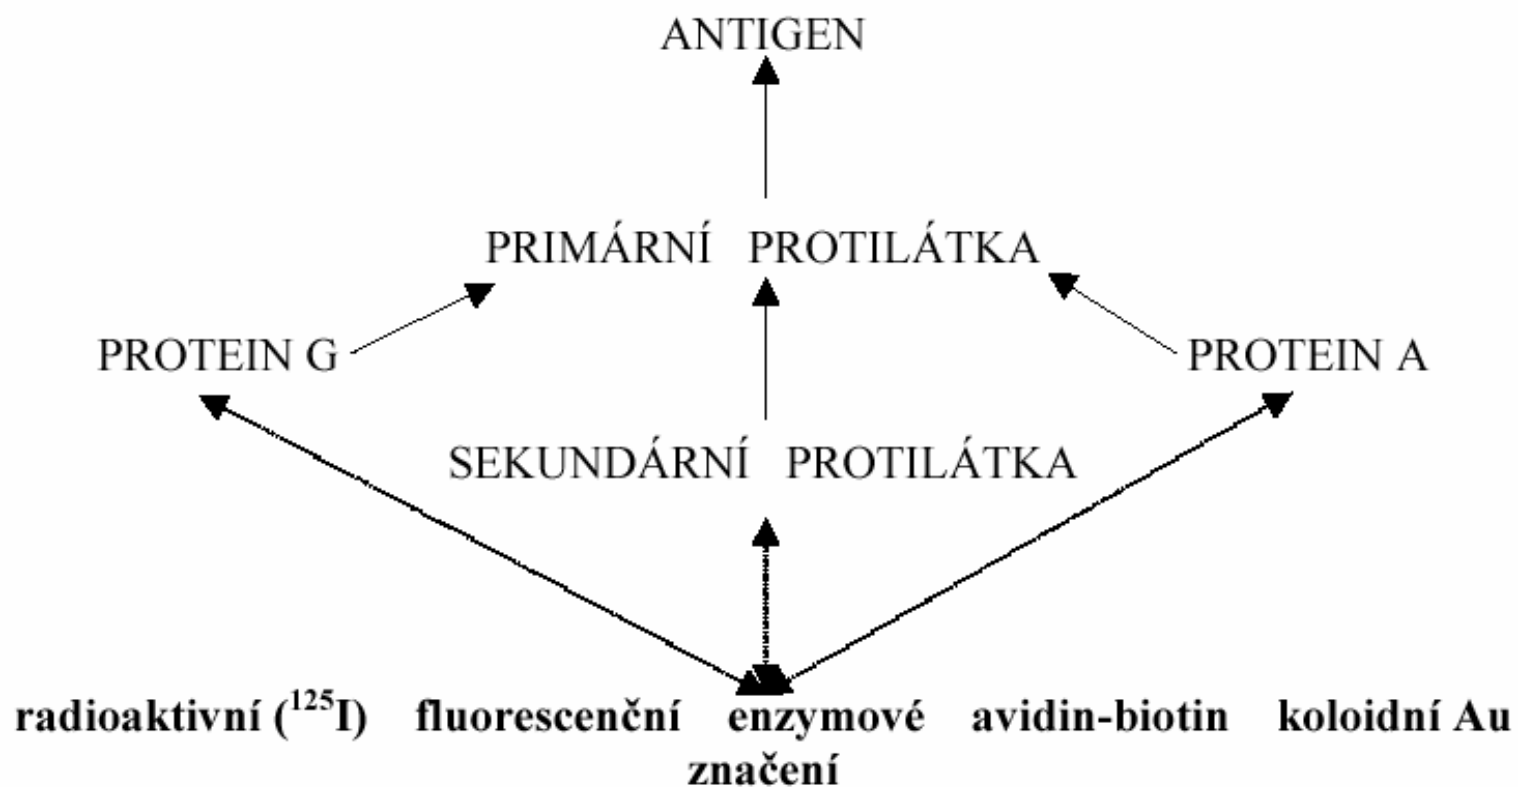 ANTIGEN
PRIMÁRNÍ PROTILÁTKA
PROTEIN G
PROTEIN A
SEKUNDÁRNÍ PROTILÁTKA
radioaktivní (¹²⁵I) fluorescenční enzymové avidin-biotin koloidní Au
značení